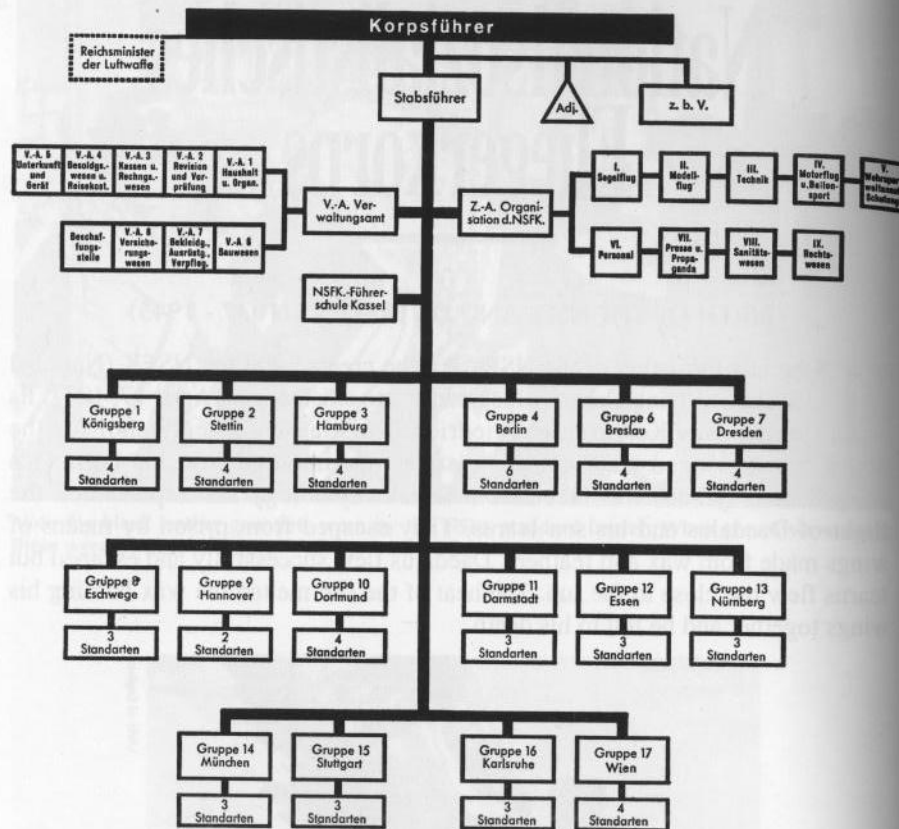 Korpsführer
Reichsminister
der Luftwaffe
Stabsführer
Adj.
z. b. V.
V.-A. 5
Unterkunft
und
Gerät
V.-A. 4
Besoldgs.-
wesen u.
Reisekost.
V.-A. 3
Kassen u.
Rechngs.-
wesen
V.-A. 2
Revision
und Vor-
prüfung
V.-A. 1
Haushalt
u. Organ.
Beschaf-
fungs-
stelle
V.-A. 8
Versiche-
rungs-
wesen
V.-A. 7
Bekleidg.,
Ausrüstg.,
Verpfleg.
V.-A. 6
Bauwesen
V.-A. Ver-
waltungsamt
Z.-A. Organi-
sation d.NSFK.
I.
Segelflug
II.
Modell-
flug
III.
Technik
IV.
Motorflug
u. Ballon-
sport
V.
VI.
Personal
VII.
Presse u.
Propa-
ganda
VIII.
Sanitäts-
wesen
IX.
Rechts-
wesen
NSFK.-Führer-
schule Kassel
Gruppe 1
Königsberg
4
Standarten
Gruppe 2
Stettin
4
Standarten
Gruppe 3
Hamburg
4
Standarten
Gruppe 4
Berlin
6
Standarten
Gruppe 6
Breslau
4
Standarten
Gruppe 7
Dresden
4
Standarten
Gruppe 8
Eschwege
3
Standarten
Gruppe 9
Hannover
2
Standarten
Gruppe 10
Dortmund
4
Standarten
Gruppe 11
Darmstadt
3
Standarten
Gruppe 12
Essen
3
Standarten
Gruppe 13
Nürnberg
3
Standarten
Gruppe 14
München
3
Standarten
Gruppe 15
Stuttgart
3
Standarten
Gruppe 16
Karlsruhe
3
Standarten
Gruppe 17
Wien
4
Standarten